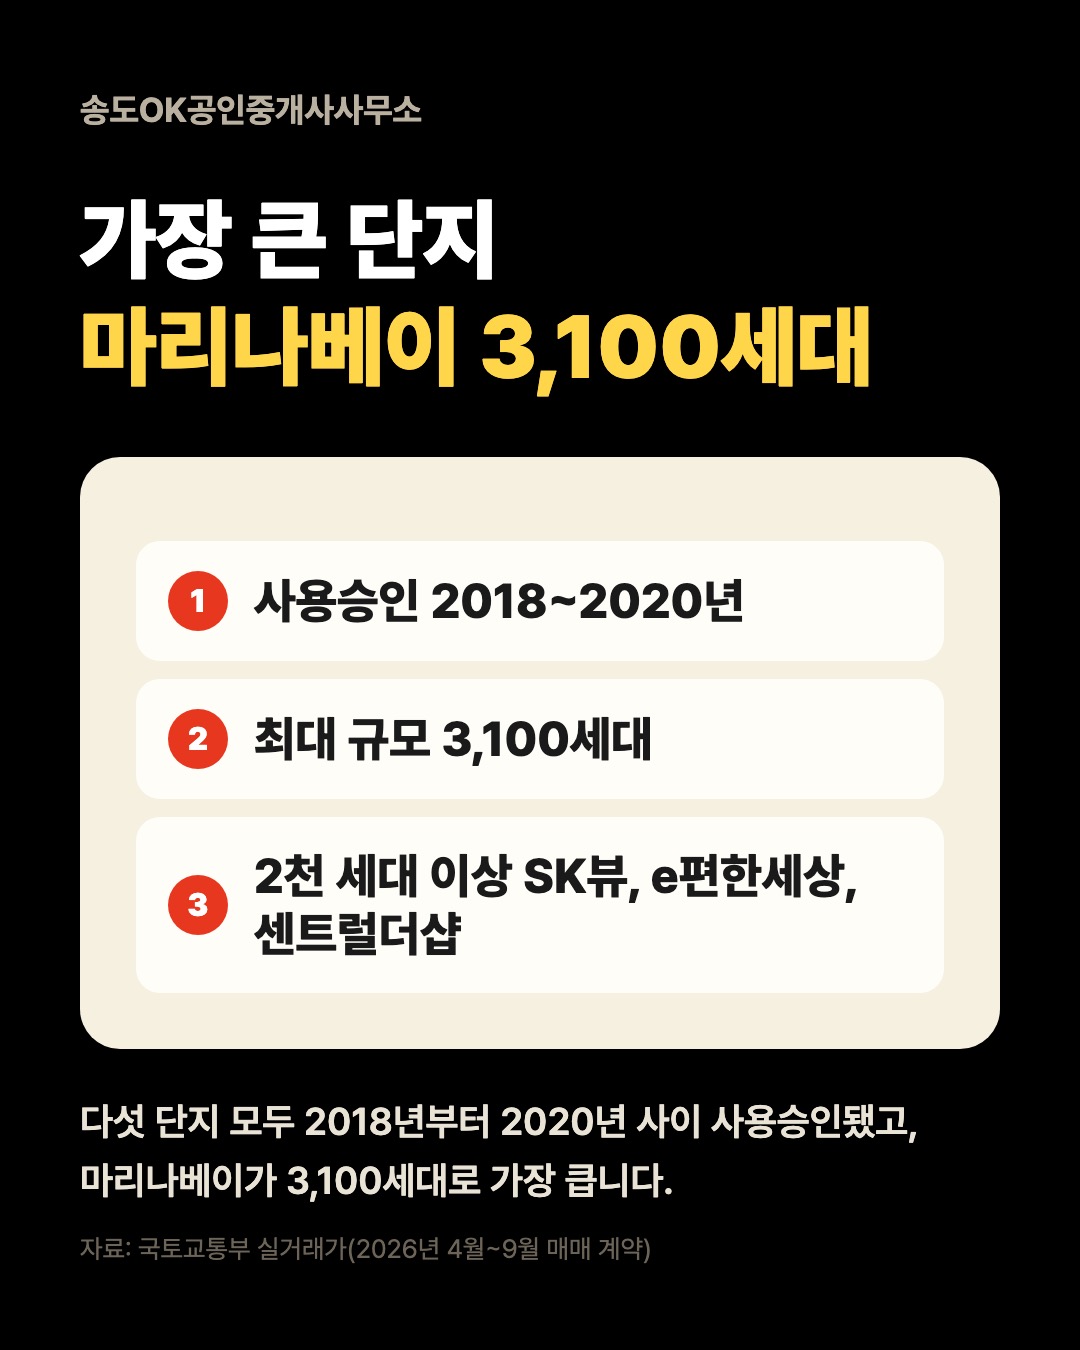 송도OK공인중개사사무소
가장 큰 단지
마리나베이 3,100세대
1 사용승인 2018~2020년
2 최대 규모 3,100세대
3 2천 세대 이상 SK뷰, e편한세상,
센트럴더샵
다섯 단지 모두 2018년부터 2020년 사이 사용승인됐고,
마리나베이가 3,100세대로 가장 큽니다.
자료: 국토교통부 실거래가(2026년 4월~9월 매매 계약)